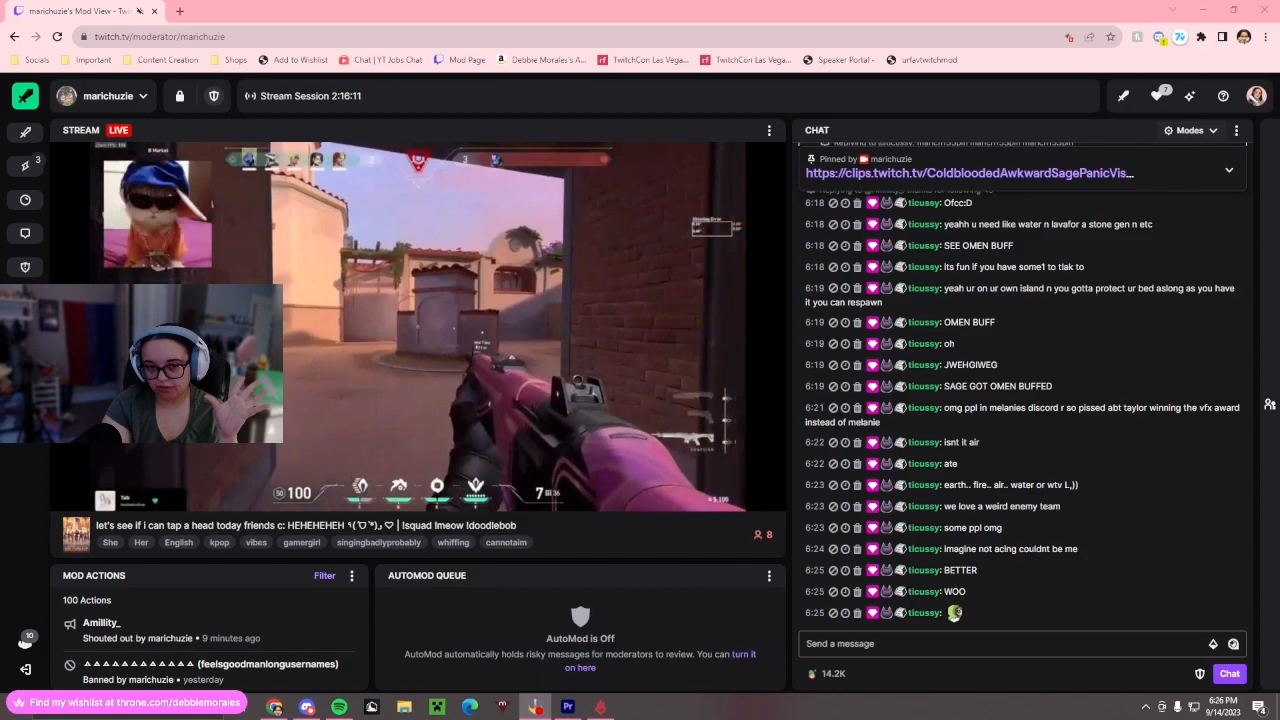 marichuzie's Mod View - Tw
twitch.tv/moderator/marichuzie
Socials
Important
Content Creation
Shops
Add to Wishlist
Chat | YT Jobs Chat
Mod Page
Debbe Morales's A...
TwitchCon Las Vega...
TwitchCon Las Vega...
Speaker Portal -
urfavtwitchmod
marichuzie
Stream Session 2:16:11
7
STREAM LIVE
CHAT
Modes
Pinned by marichuzie
https://clips.twitch.tv/ColdbloodedAwkwardSagePanicVis...
6:18 ticussy: Ofcc:D
6:18 ticussy: yeahh u need like water n lavafor a stone gen n etc
6:18 ticussy: SEE OMEN BUFF
6:18 ticussy: Its fun if you have some1 to tlak to
6:19 ticussy: yeah ur on ur own island n you gotta protect ur bed aslong as you have
it you can respawn
6:19 ticussy: OMEN BUFF
6:19 ticussy: oh
6:19 ticussy: JWEHGIWEG
6:19 ticussy: SAGE GOT OMEN BUFFED
6:21 ticussy: omg ppl in melanies discord r so pissed abt taylor winning the vfx award
instead of melanie
6:22 ticussy: isnt it air
6:22 ticussy: ate
6:23 ticussy: earth.. fire.. air.. water or wtv L,))
6:23 ticussy: we love a weird enemy team
6:23 ticussy: some ppl omg
6:24 ticussy: imagine not acing couldnt be me
6:25 ticussy: BETTER
6:25 ticussy: WOO
6:25 ticussy:
Send a message
14.2K
Chat
3
10
B Market
3
50 100
7 36
let's see if i can tap a head today friends c: HEHEHEHH
!squad !meow !doodlebob
8
She
Her
English
kpop
vibes
gamergirl
singingbadlyprobably
whiffing
cannotaim
MOD ACTIONS
Filter
100 Actions
Amillity_
Shouted out by marichuzie • 9 minutes ago
(feelsgoodmanlongusernames)
Banned by marichuzie • yesterday
AUTOMOD QUEUE
AutoMod is Off
AutoMod automatically holds risky messages for moderators to review. You can turn it
on here
Find my wishlist at throne.com/debbiemorales
6:26 PM
9/14/2023